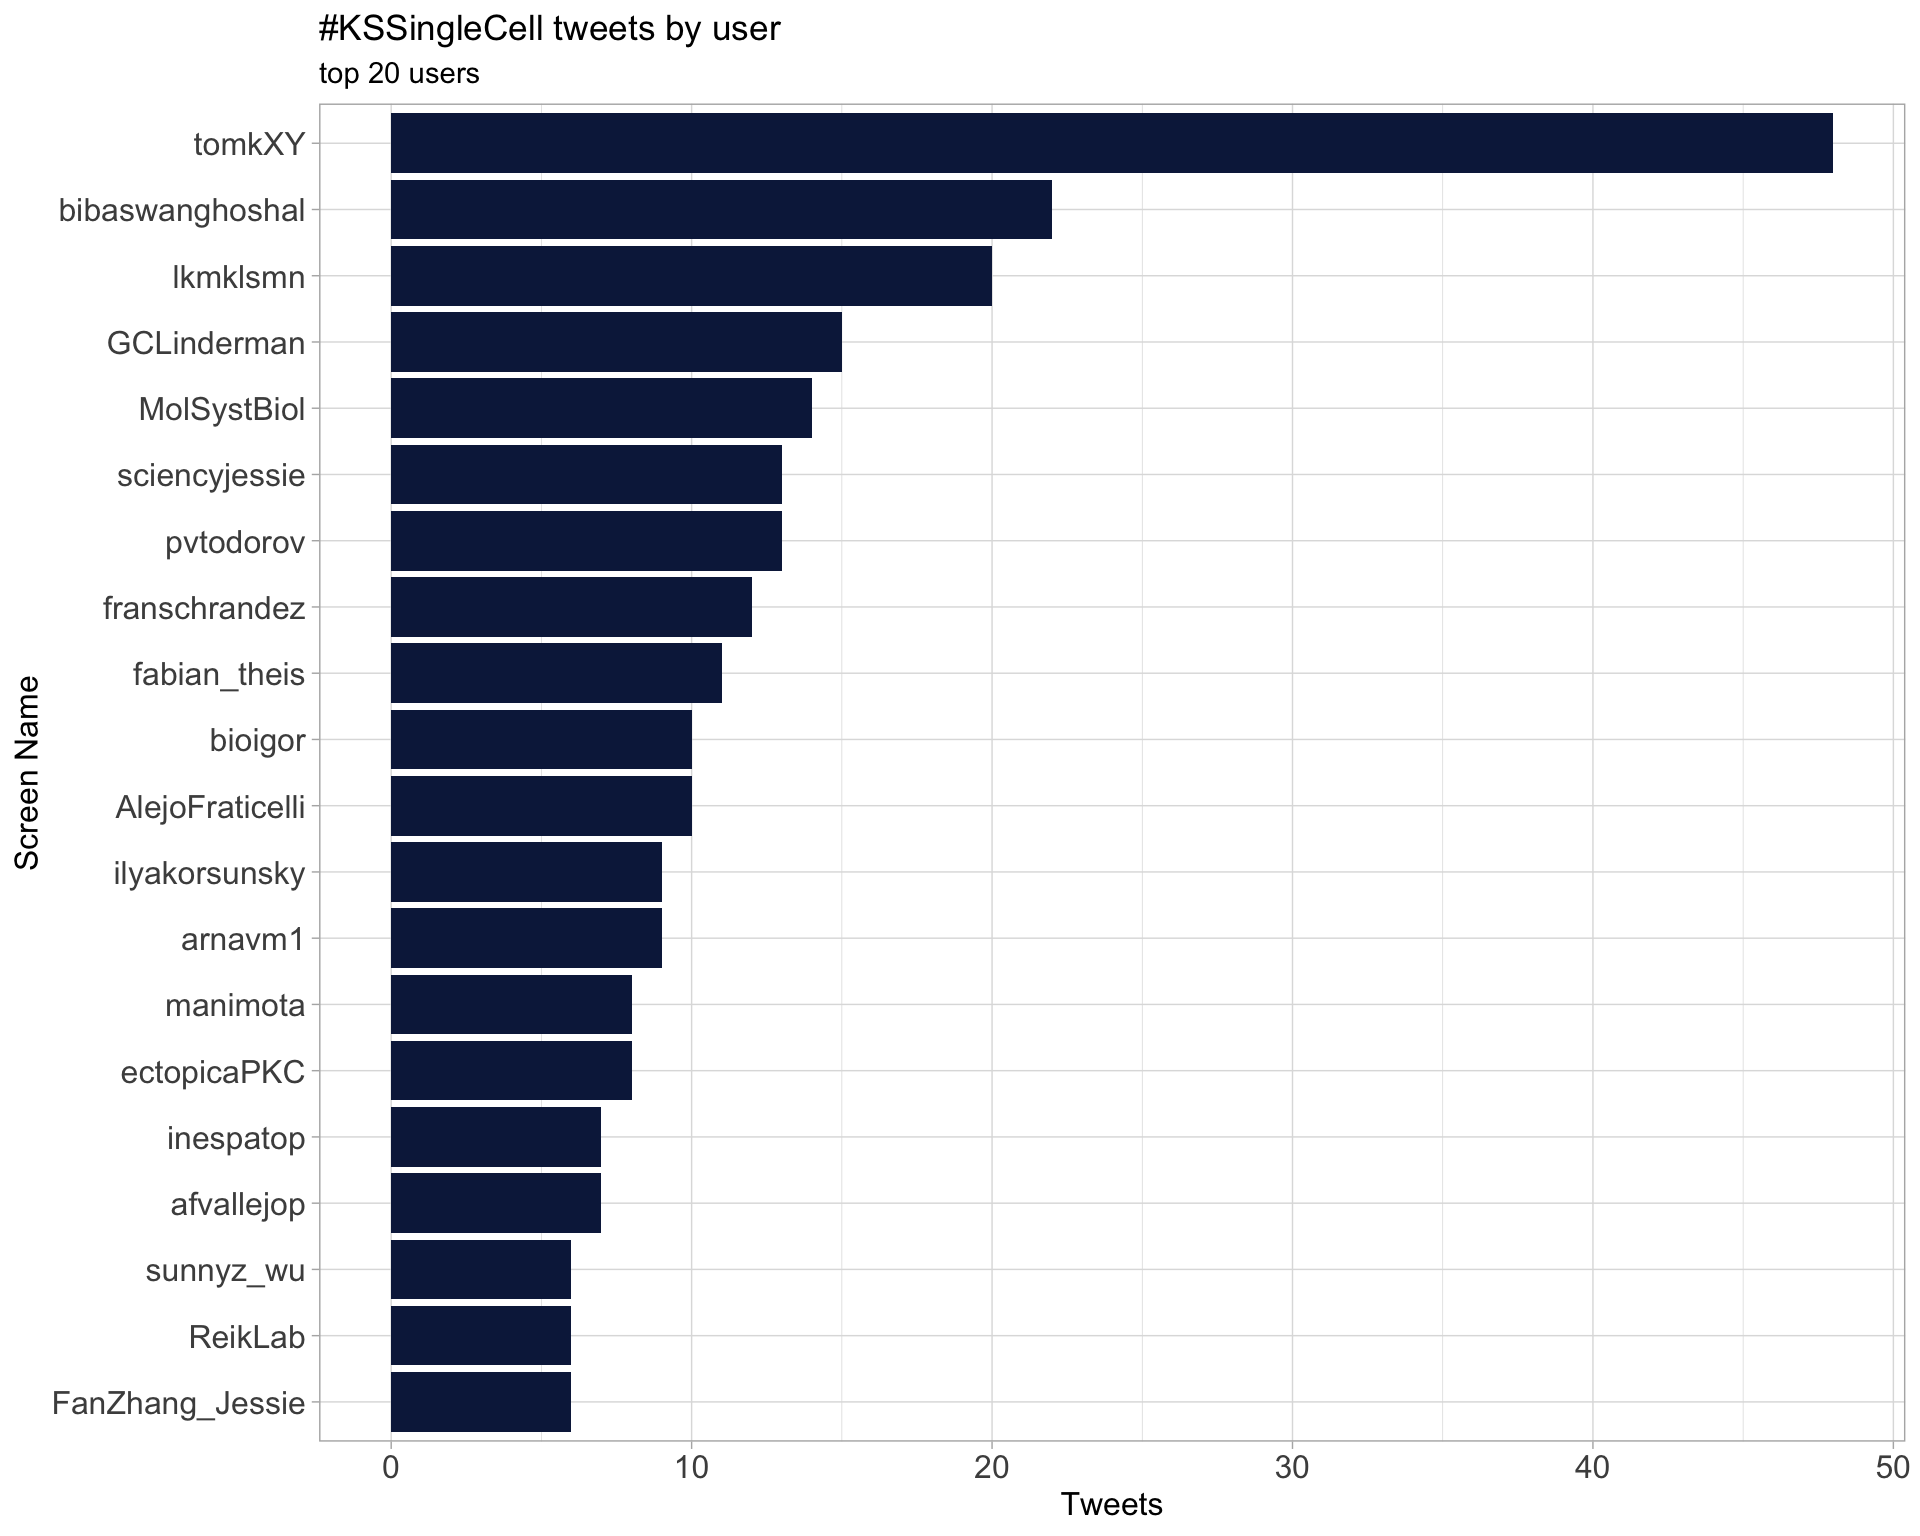 #KSSingleCell tweets by user
top 20 users
Screen Name
tomkXY
bibaswanghoshal
lkmklsmn
GCLinderman
MolSystBiol
sciencyjessie
pvtodorov
franschrandez
fabian_theis
bioigor
AlejoFraticelli
ilyakorsunsky
arnavm1
manimota
ectopicaPKC
inespatop
afvallejop
sunnyz_wu
ReikLab
FanZhang_Jessie
0 10 20 30 40 50
Tweets